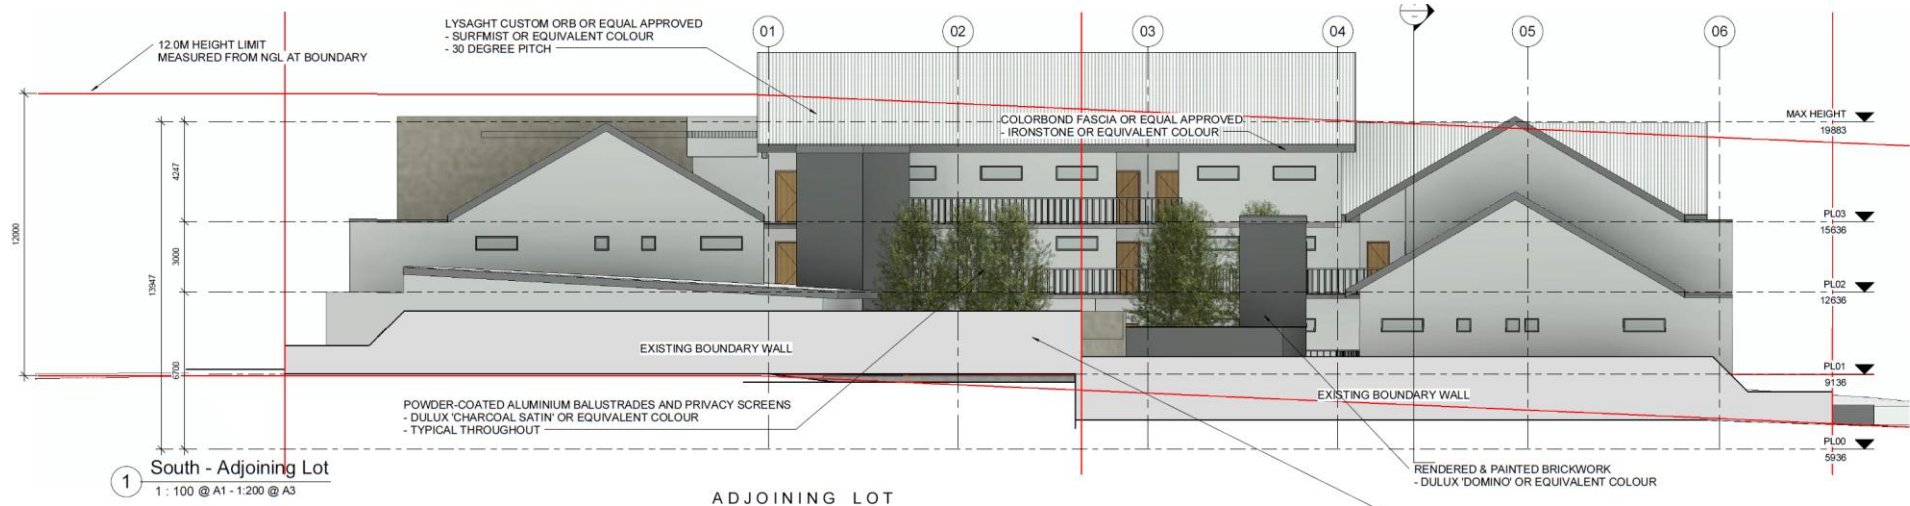 LYSAGHT CUSTOM ORB OR EQUAL APPROVED
- SURFMIST OR EQUIVALENT COLOUR
- 30 DEGREE PITCH
12.0M HEIGHT LIMIT
MEASURED FROM NGL AT BOUNDARY
01
02
03
04
05
06
COLORBOND FASCIA OR EQUAL APPROVED
- IRONSTONE OR EQUIVALENT COLOUR
MAX HEIGHT
19883
PL03
15636
PL02
12636
PL01
9136
PL00
5936
12000
13947
4247
3000
6700
EXISTING BOUNDARY WALL
EXISTING BOUNDARY WALL
POWDER-COATED ALUMINIUM BALUSTRADES AND PRIVACY SCREENS
- DULUX 'CHARCOAL SATIN' OR EQUIVALENT COLOUR
- TYPICAL THROUGHOUT
RENDERED & PAINTED BRICKWORK
- DULUX 'DOMINO' OR EQUIVALENT COLOUR
1
South - Adjoining Lot
1 : 100 @ A1 - 1:200 @ A3
ADJOINING LOT